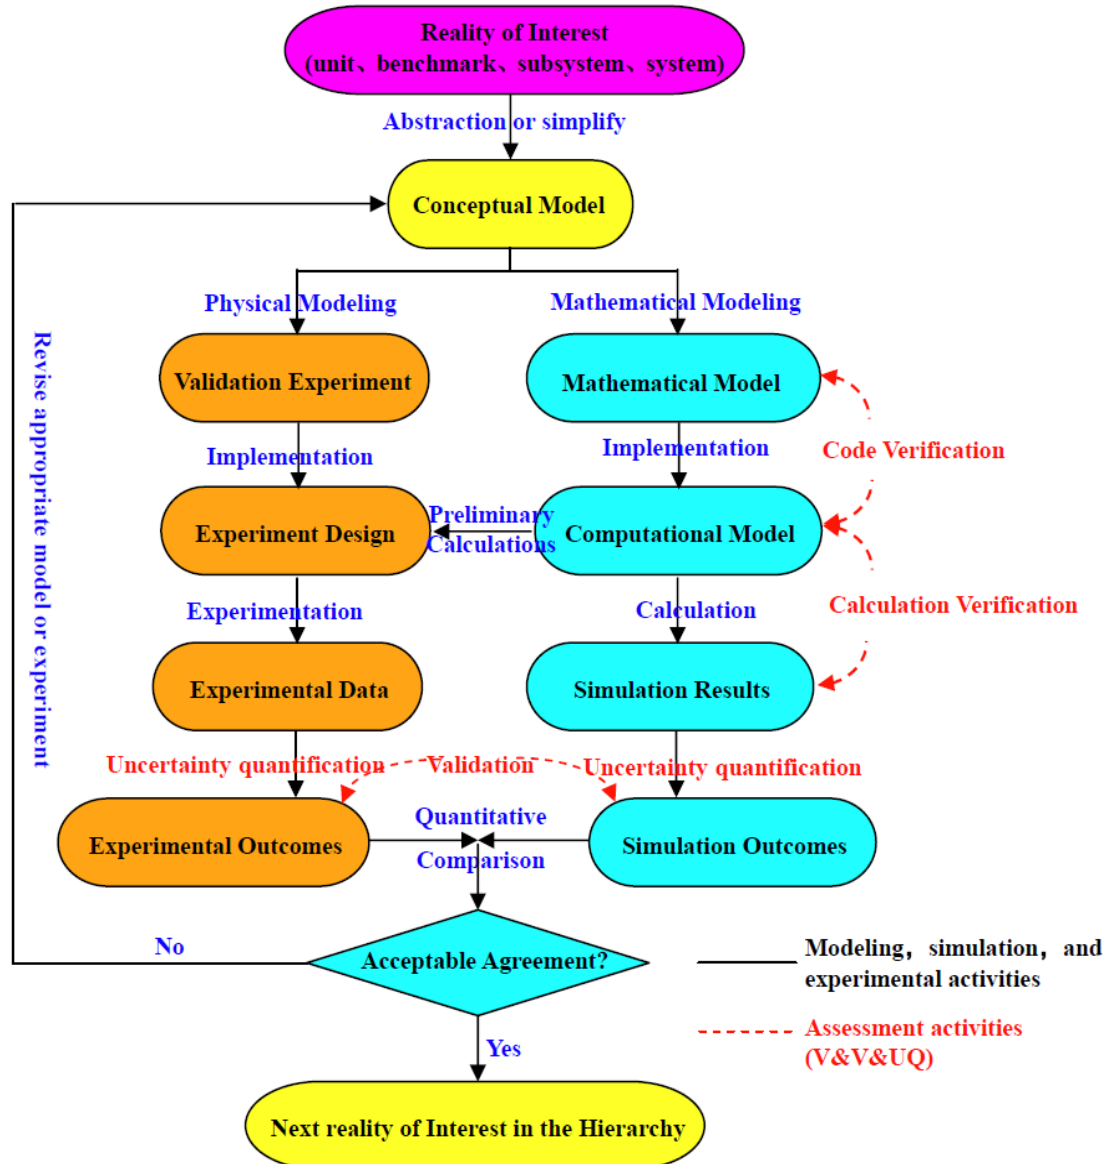 Reality of Interest
(unit、benchmark、subsystem、system)
Abstraction or simplify
Conceptual Model
Physical Modeling
Mathematical Modeling
Validation Experiment
Mathematical Model
Implementation
Implementation
Code Verification
Experiment Design
Preliminary
Calculations
Computational Model
Experimentation
Calculation
Calculation Verification
Experimental Data
Simulation Results
Uncertainty quantification
Validation
Uncertainty quantification
Experimental Outcomes
Quantitative
Comparison
Simulation Outcomes
Revise appropriate model or experiment
No
Acceptable Agreement?
Yes
Next reality of Interest in the Hierarchy
Modeling, simulation, and
experimental activities
Assessment activities
(V&V&UQ)